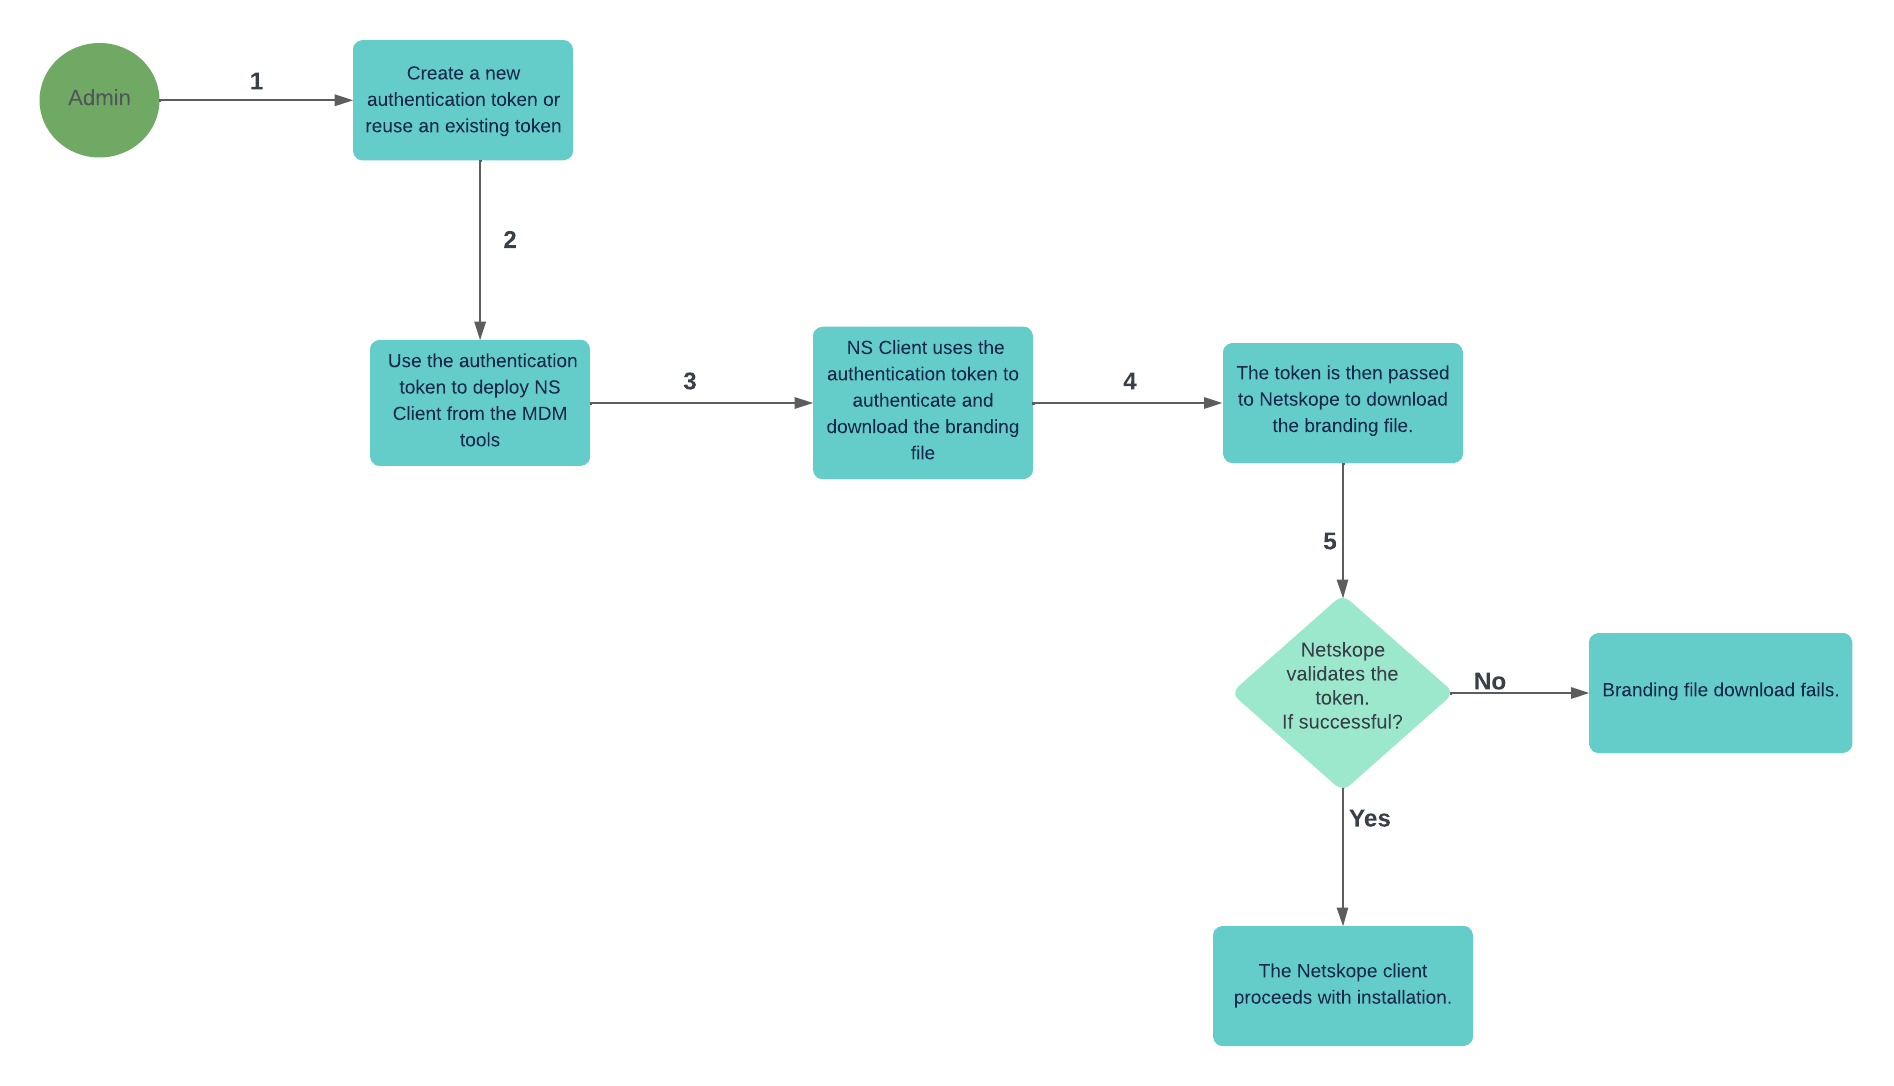 Admin
1
Create a new
authentication token or
reuse an existing token
2
Use the authentication
token to deploy NS
Client from the MDM
tools
3
NS Client uses the
authentication token to
authenticate and
download the branding
file
4
The token is then passed
to Netskope to download
the branding file.
5
Netskope
validates the
token.
If successful?
No
Branding file download fails.
Yes
The Netskope client
proceeds with installation.